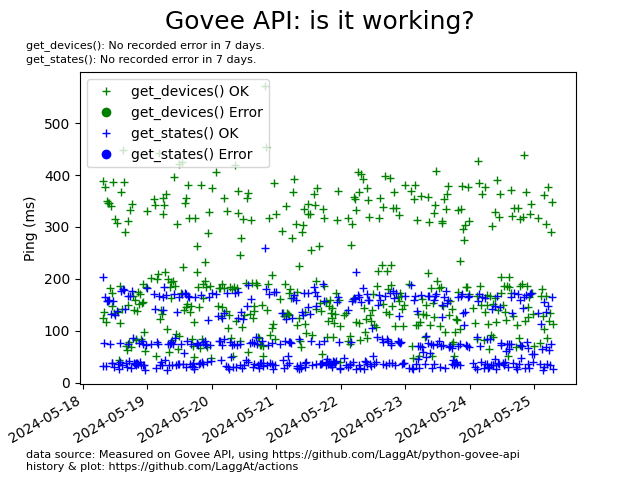 Govee API: is it working?
get_devices(): No recorded error in 7 days.
get_states(): No recorded error in 7 days.
get_devices() OK
get_devices() Error
get_states() OK
get_states() Error
500
400
300
200
100
0
Ping (ms)
2024-05-18
2024-05-19
2024-05-20
2024-05-21
2024-05-22
2024-05-23
2024-05-24
2024-05-25
data source: Measured on Govee API, using https://github.com/LaggAt/python-govee-api
history & plot: https://github.com/LaggAt/actions